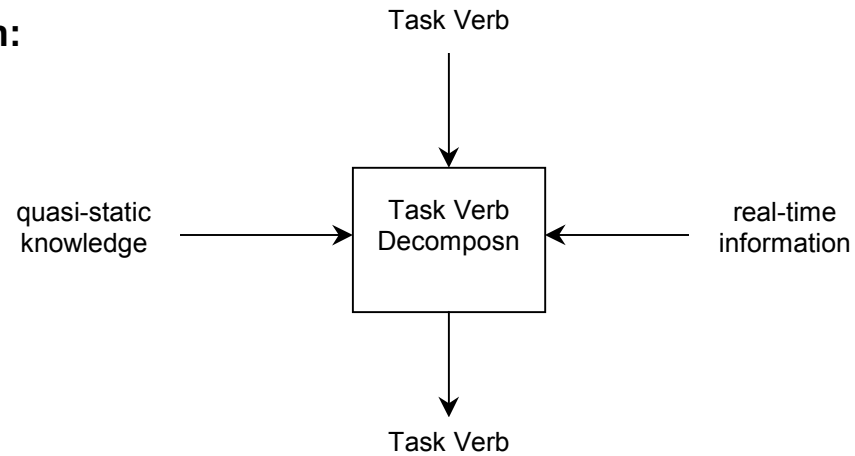 n:
Task Verb
quasi-static
knowledge
Task Verb
Decomposn
real-time
information
Task Verb